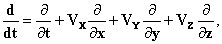 d/dt = ∂/∂t + V_X ∂/∂x + V_Y ∂/∂y + V_Z ∂/∂z,